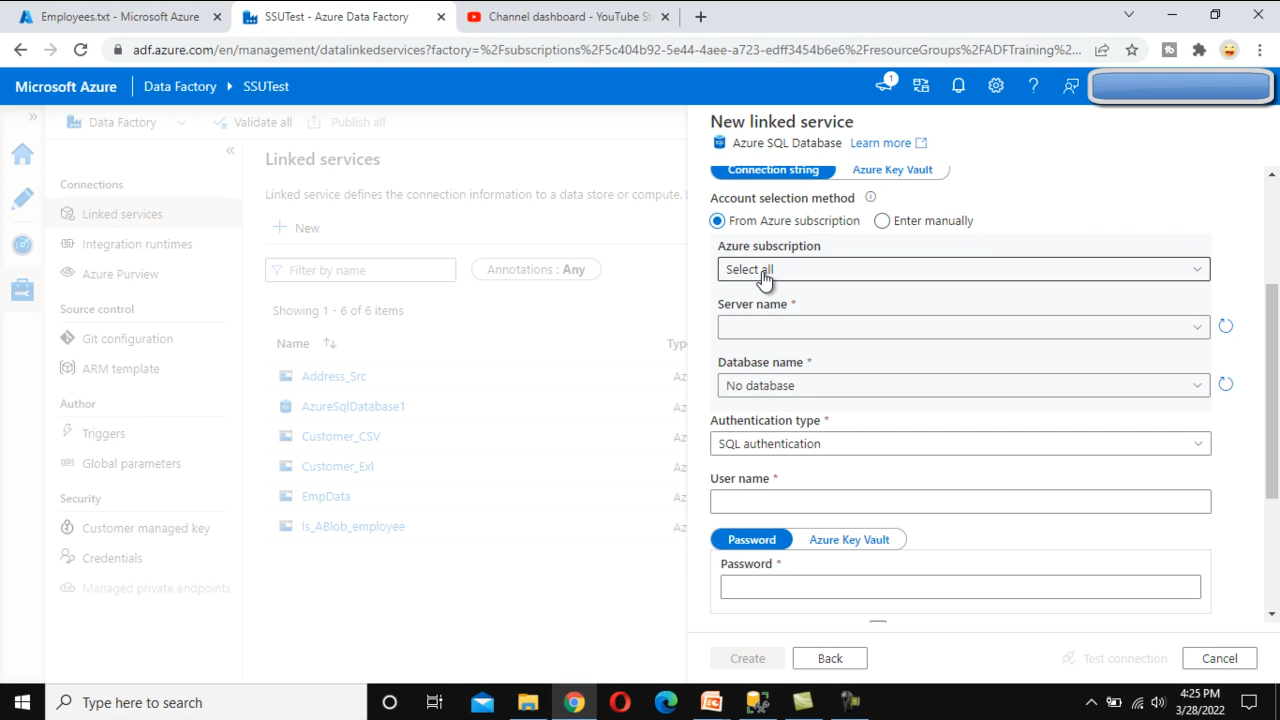 Employees.txt - Microsoft Azure
SSUTest - Azure Data Factory
Channel dashboard - YouTube St
adf.azure.com/en/management/datalinkedservices?factory=%2Fsubscriptions%2F5c404b92-5e44-4aee-a723-edff3454b6e6%2FresourceGroups%2FADFTraining%2...
Microsoft Azure
Data Factory
SSUTest
1
Data Factory
Validate all
Publish all
Connections
Linked services
Integration runtimes
Azure Purview
Source control
Git configuration
ARM template
Author
Triggers
Global parameters
Security
Customer managed key
Credentials
Managed private endpoints
Linked services
Linked service defines the connection information to a data store or compute.
New
Filter by name
Annotations : Any
Showing 1 - 6 of 6 items
Name
Type
Address_Src
Az
AzureSqlDatabase1
Az
Customer_CSV
Az
Customer_Exl
Az
EmpData
Az
ls_ABlob_employee
Az
New linked service
Azure SQL Database Learn more
Connection string
Azure Key Vault
Account selection method
From Azure subscription
Enter manually
Azure subscription
Select all
Server name *
Database name *
No database
Authentication type *
SQL authentication
User name *
Password
Azure Key Vault
Password *
Create
Back
Test connection
Cancel
Type here to search
4:25 PM
3/28/2022